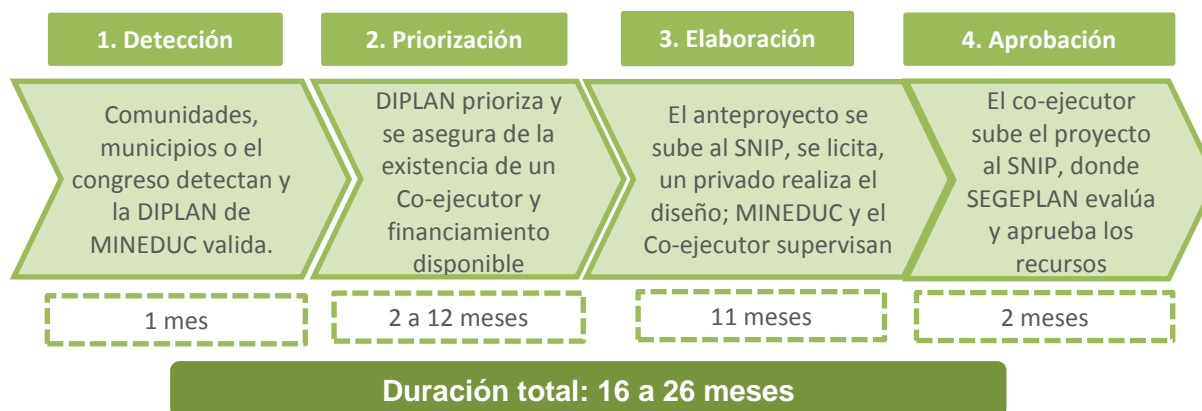 1. Detección
2. Priorización
3. Elaboración
4. Aprobación
Comunidades,
municipios o el
congreso detectan y
la DIPLAN de
MINEDUC valida.
DIPLAN prioriza y
se asegura de la
existencia de un
Co-ejecutor y
financiamiento
disponible
El anteproyecto se
sube al SNIP, se licita,
un privado realiza el
diseño; MINEDUC y el
Co-ejecutor supervisan
El co-ejecutor
sube el proyecto
al SNIP, donde
SEGEPLAN evalúa
y aprueba los
recursos
1 mes
2 a 12 meses
11 meses
2 meses
Duración total: 16 a 26 meses